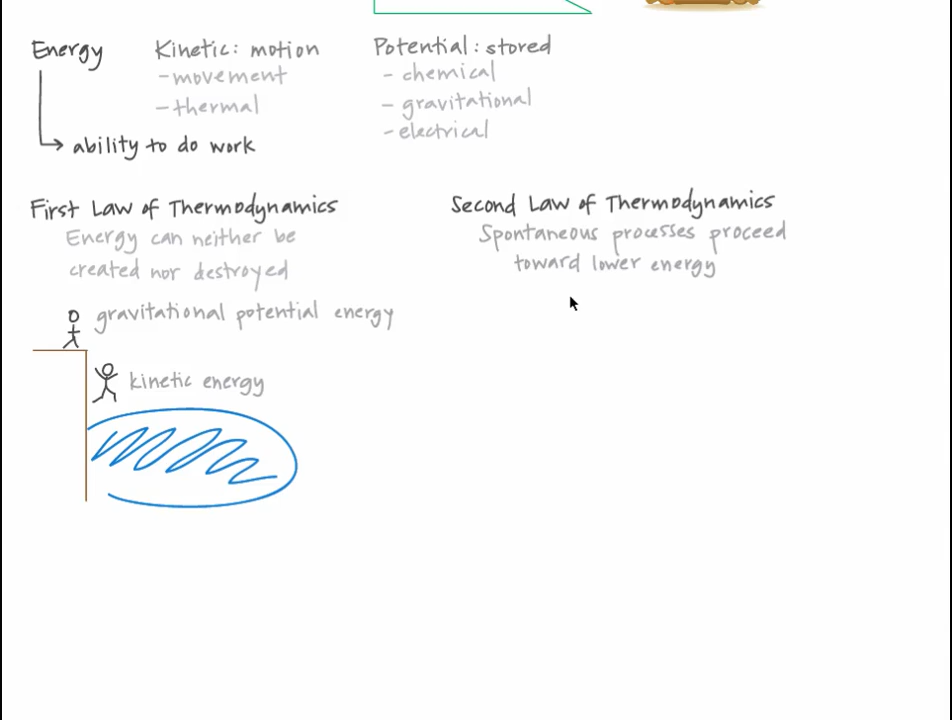 Energy
Kinetic: motion
- movement
- thermal
Potential: stored
- chemical
- gravitational
- electrical
ability to do work
First Law of Thermodynamics
Energy can neither be
created nor destroyed
gravitational potential energy
kinetic energy
Second Law of Thermodynamics
Spontaneous processes proceed
toward lower energy